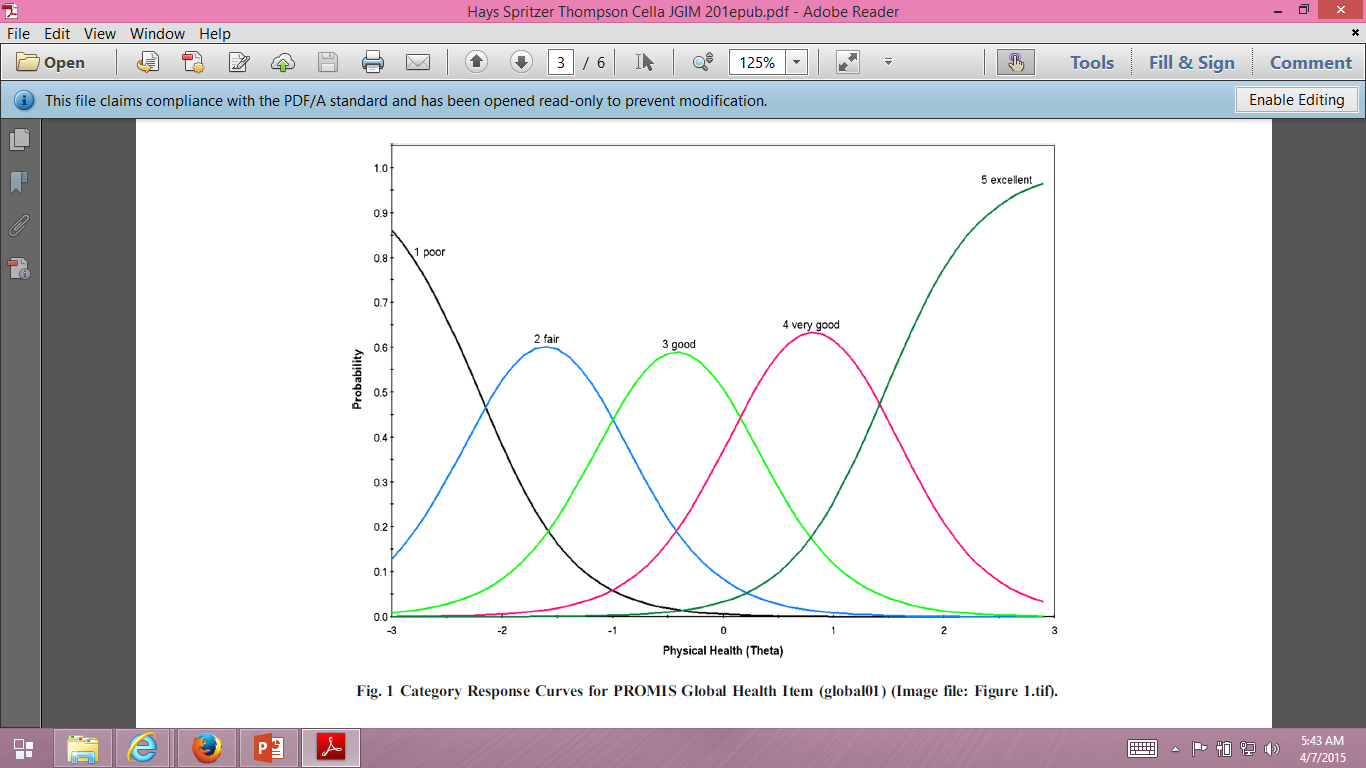 Hays Spritzer Thompson Cella JGIM 201epub.pdf - Adobe Reader
File Edit View Window Help
Open 3 / 6 125% Tools Fill & Sign Comment
This file claims compliance with the PDF/A standard and has been opened read-only to prevent modification. Enable Editing
1.0
5 excellent
0.9
1 poor
0.8
0.7
4 very good
2 fair
3 good
0.6
0.5
0.4
0.3
0.2
0.1
0.0
Probability
-3 -2 -1 0 1 2 3
Physical Health (Theta)
Fig. 1 Category Response Curves for PROMIS Global Health Item (global01) (Image file: Figure 1.tif).
5:43 AM
4/7/2015